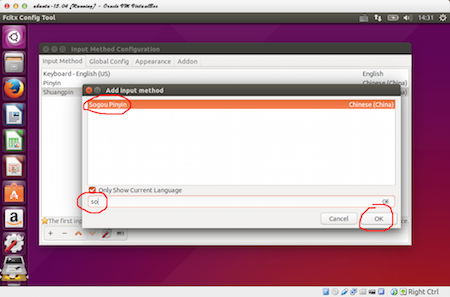 ubuntu-15.04 [Running] - Oracle VM VirtualBox
Fcitx Config Tool
14:31
Input Method Configuration
Input Method Global Config Appearance Addon
Keyboard - English (US) English
Pinyin Chinese (China)
Shuangpin
Add input method
Sogou Pinyin Chinese (China)
Only Show Current Language
so
The first inp
Cancel OK
Right Ctrl